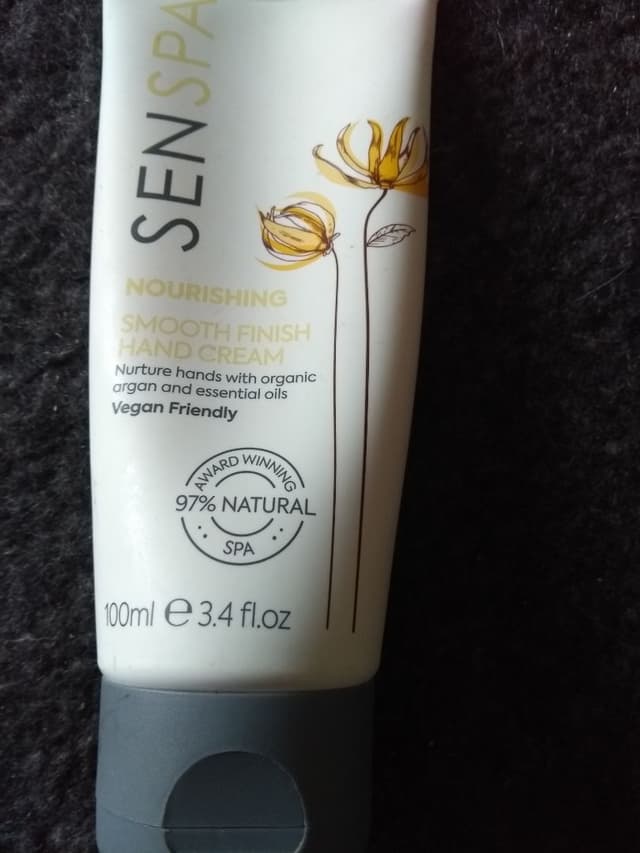 SENSPA
NOURISHING
SMOOTH FINISH
HAND CREAM
Nurture hands with organic
argan and essential oils
Vegan Friendly
AWARD WINNING
97% NATURAL
SPA
100ml e 3.4 fl.oz